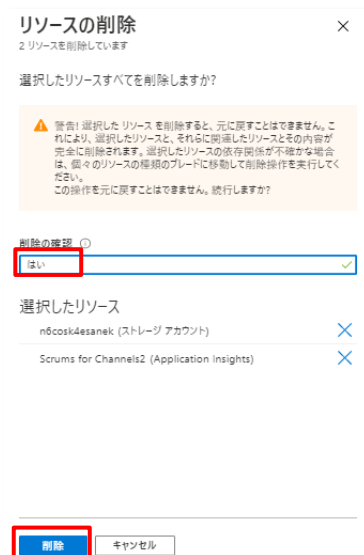 リソースの削除
2 リソースを削除しています
選択したリソースすべてを削除しますか?
警告! 選択した リソース を削除すると、元に戻すことはできません。こ
れにより、選択したリソースと、それらに関連したリソースとその内容が
完全に削除されます。選択したリソースの依存関係が不確かな場合
は、個々のリソースの種類のブレードに移動して削除操作を実行してく
ださい。
この操作を元に戻すことはできません。続行しますか?
削除の確認
はい
選択したリソース
n6cosk4esanek (ストレージ アカウント)
Scrums for Channels2 (Application Insights)
削除
キャンセル